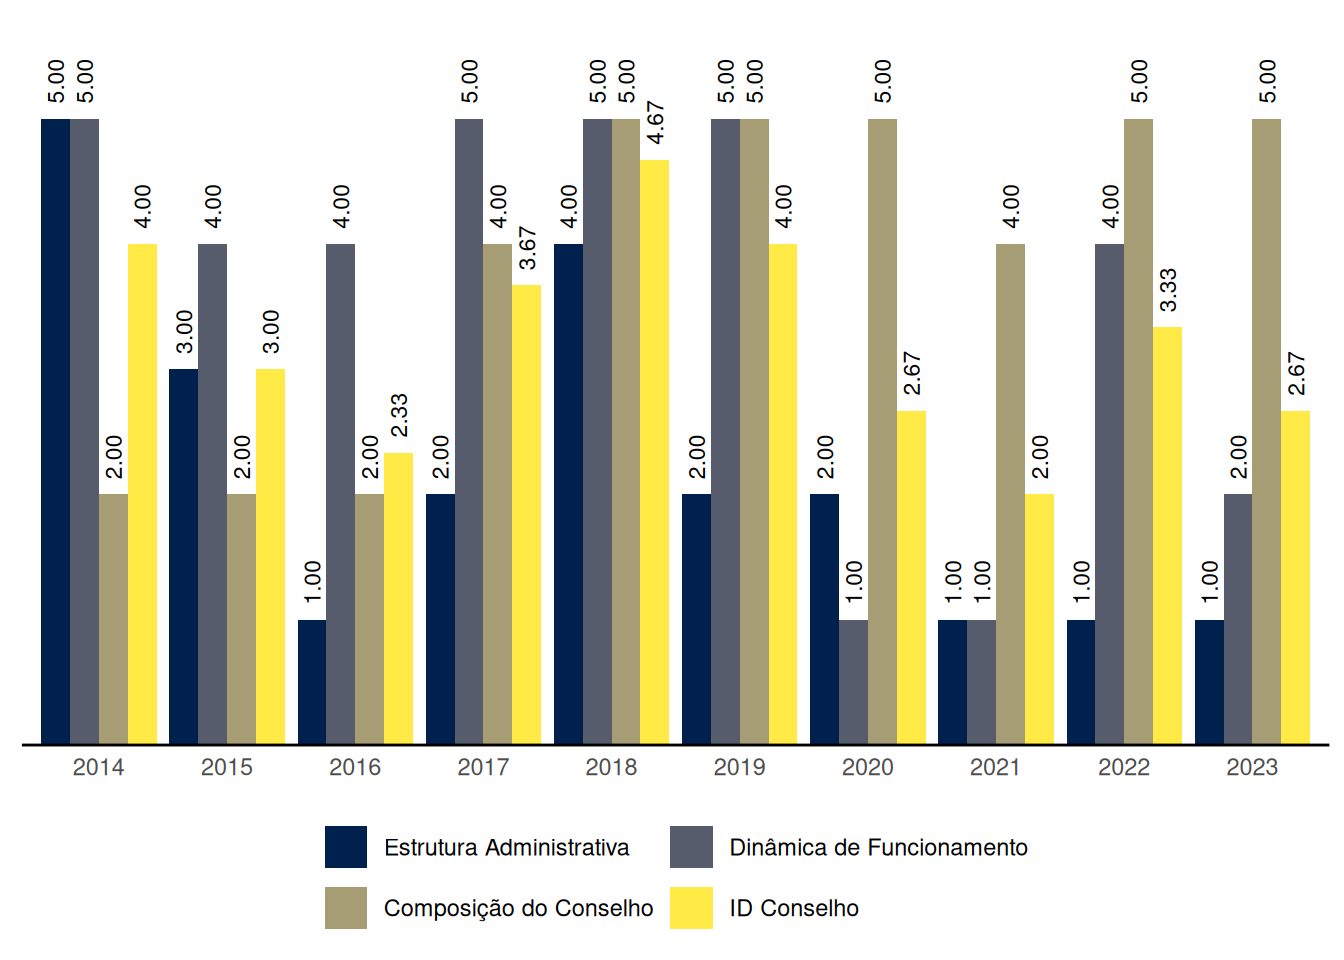 5.00 5.00 2.00 4.00 3.00 4.00 2.00 3.00 1.00 4.00 2.00 2.33 2.00 5.00 4.00 3.67 4.00 5.00 5.00 4.67 2.00 5.00 5.00 4.00 2.00 1.00 5.00 2.67 1.00 1.00 4.00 2.00 1.00 4.00 5.00 3.33 1.00 2.00 5.00 2.67
2014 2015 2016 2017 2018 2019 2020 2021 2022 2023
Estrutura Administrativa Dinâmica de Funcionamento
Composição do Conselho ID Conselho